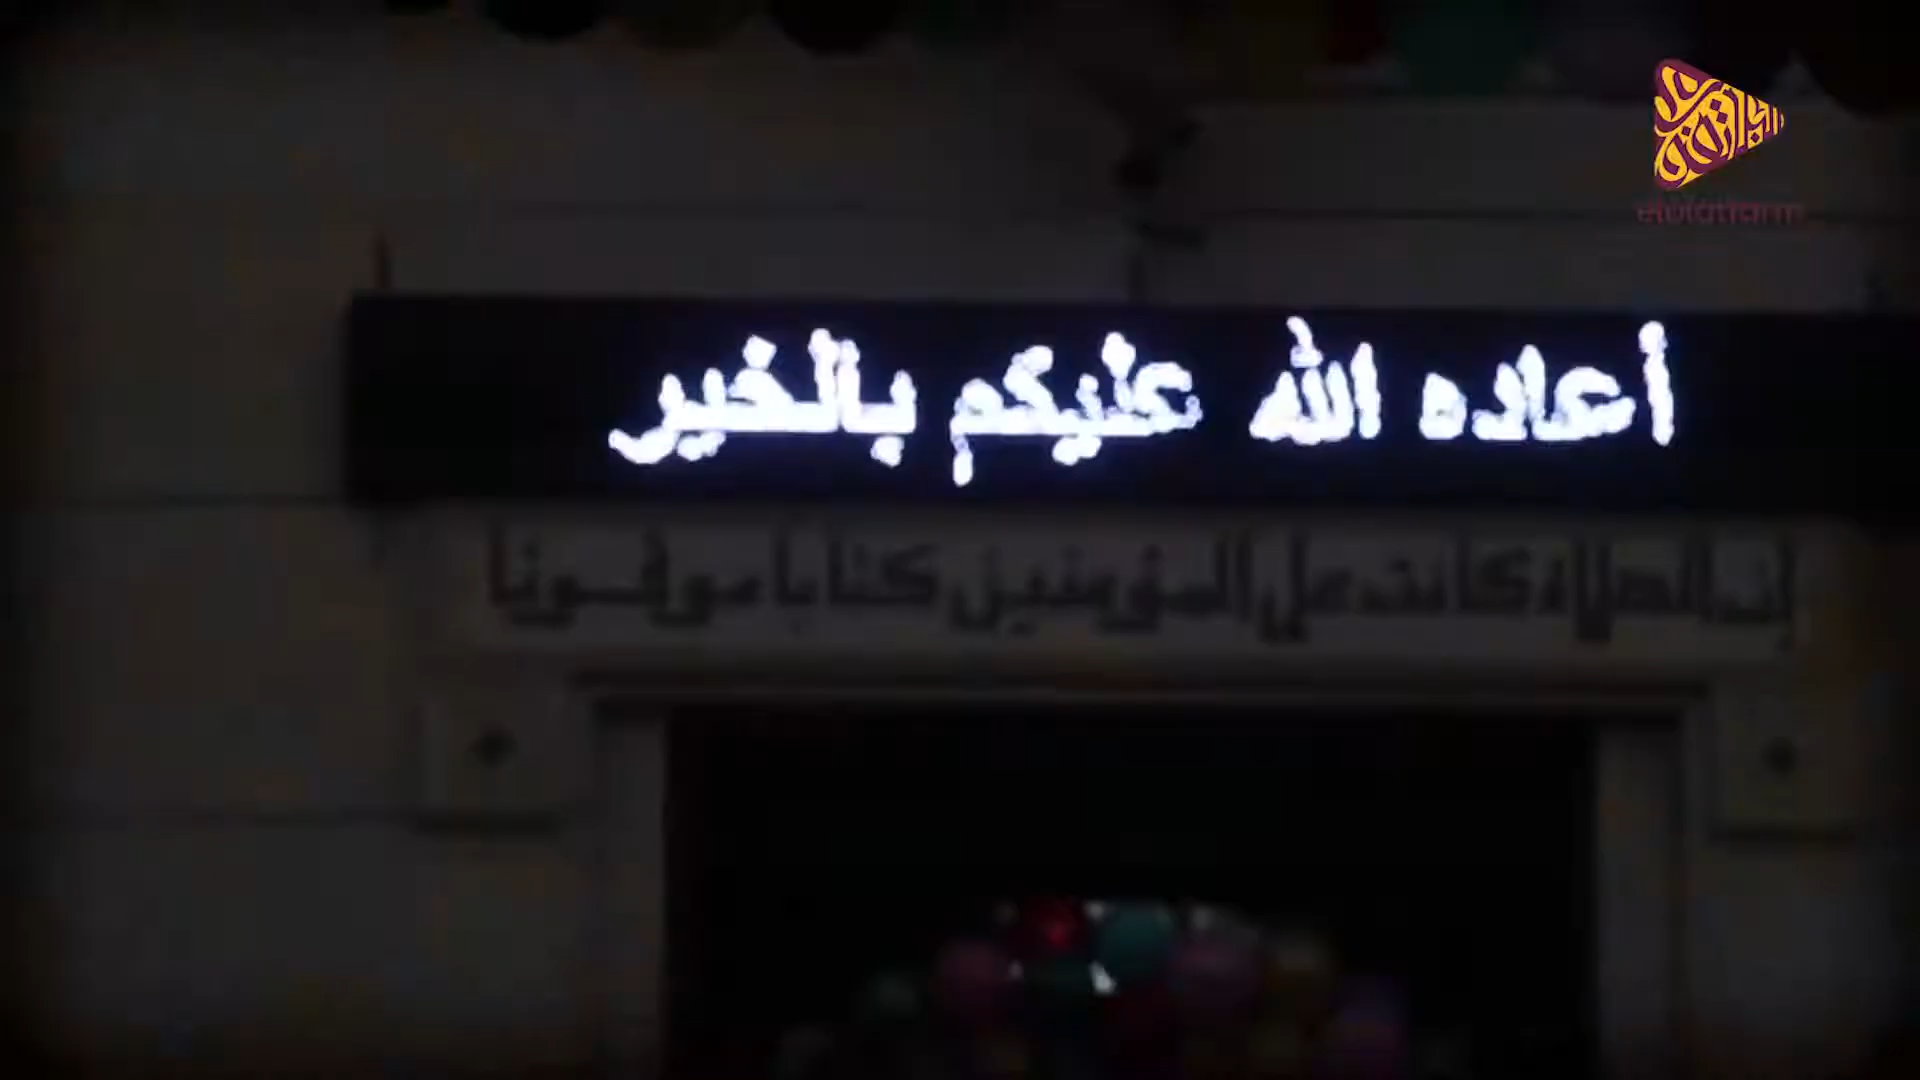 أعاده الله عليكم بالخير
إن الصلاة كانت على المؤمنين كتابا موقوتا